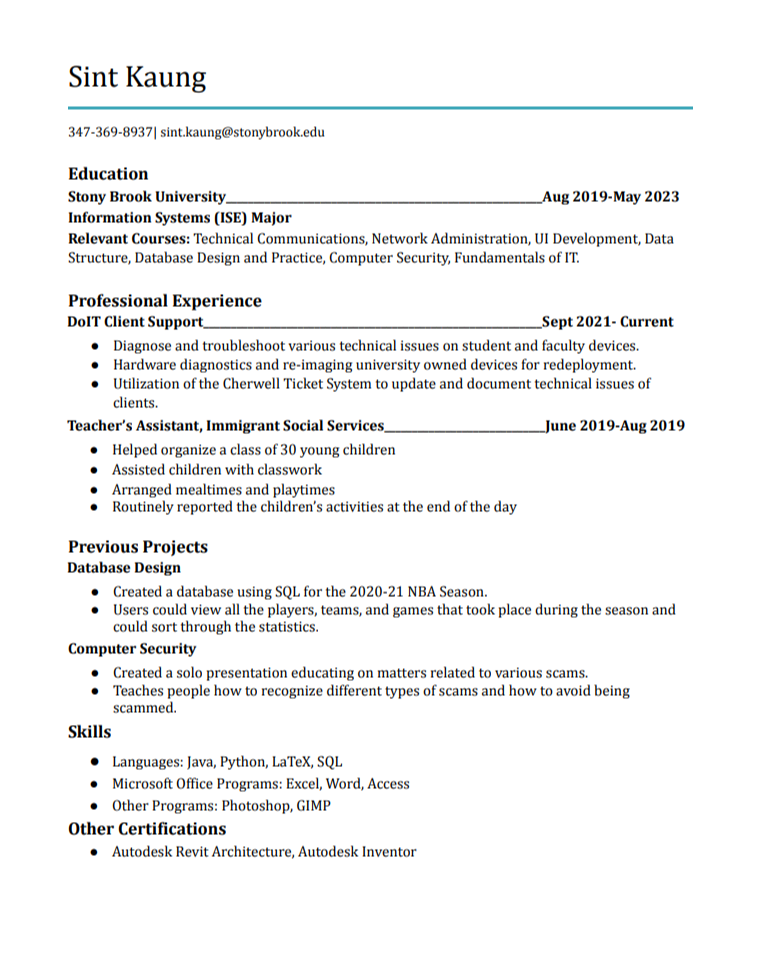 Sint Kaung
347-369-8937| sint.kaung@stonybrook.edu
Education
Stony Brook University___Aug 2019-May 2023
Information Systems (ISE) Major
Relevant Courses: Technical Communications, Network Administration, UI Development, Data
Structure, Database Design and Practice, Computer Security, Fundamentals of IT.
Professional Experience
DoIT Client Support___Sept 2021- Current
● Diagnose and troubleshoot various technical issues on student and faculty devices.
● Hardware diagnostics and re-imaging university owned devices for redeployment.
● Utilization of the Cherwell Ticket System to update and document technical issues of
clients.
Teacher’s Assistant, Immigrant Social Services___June 2019-Aug 2019
● Helped organize a class of 30 young children
● Assisted children with classwork
● Arranged mealtimes and playtimes
● Routinely reported the children’s activities at the end of the day
Previous Projects
Database Design
● Created a database using SQL for the 2020-21 NBA Season.
● Users could view all the players, teams, and games that took place during the season and
could sort through the statistics.
Computer Security
● Created a solo presentation educating on matters related to various scams.
● Teaches people how to recognize different types of scams and how to avoid being
scammed.
Skills
● Languages: Java, Python, LaTeX, SQL
● Microsoft Office Programs: Excel, Word, Access
● Other Programs: Photoshop, GIMP
Other Certifications
● Autodesk Revit Architecture, Autodesk Inventor